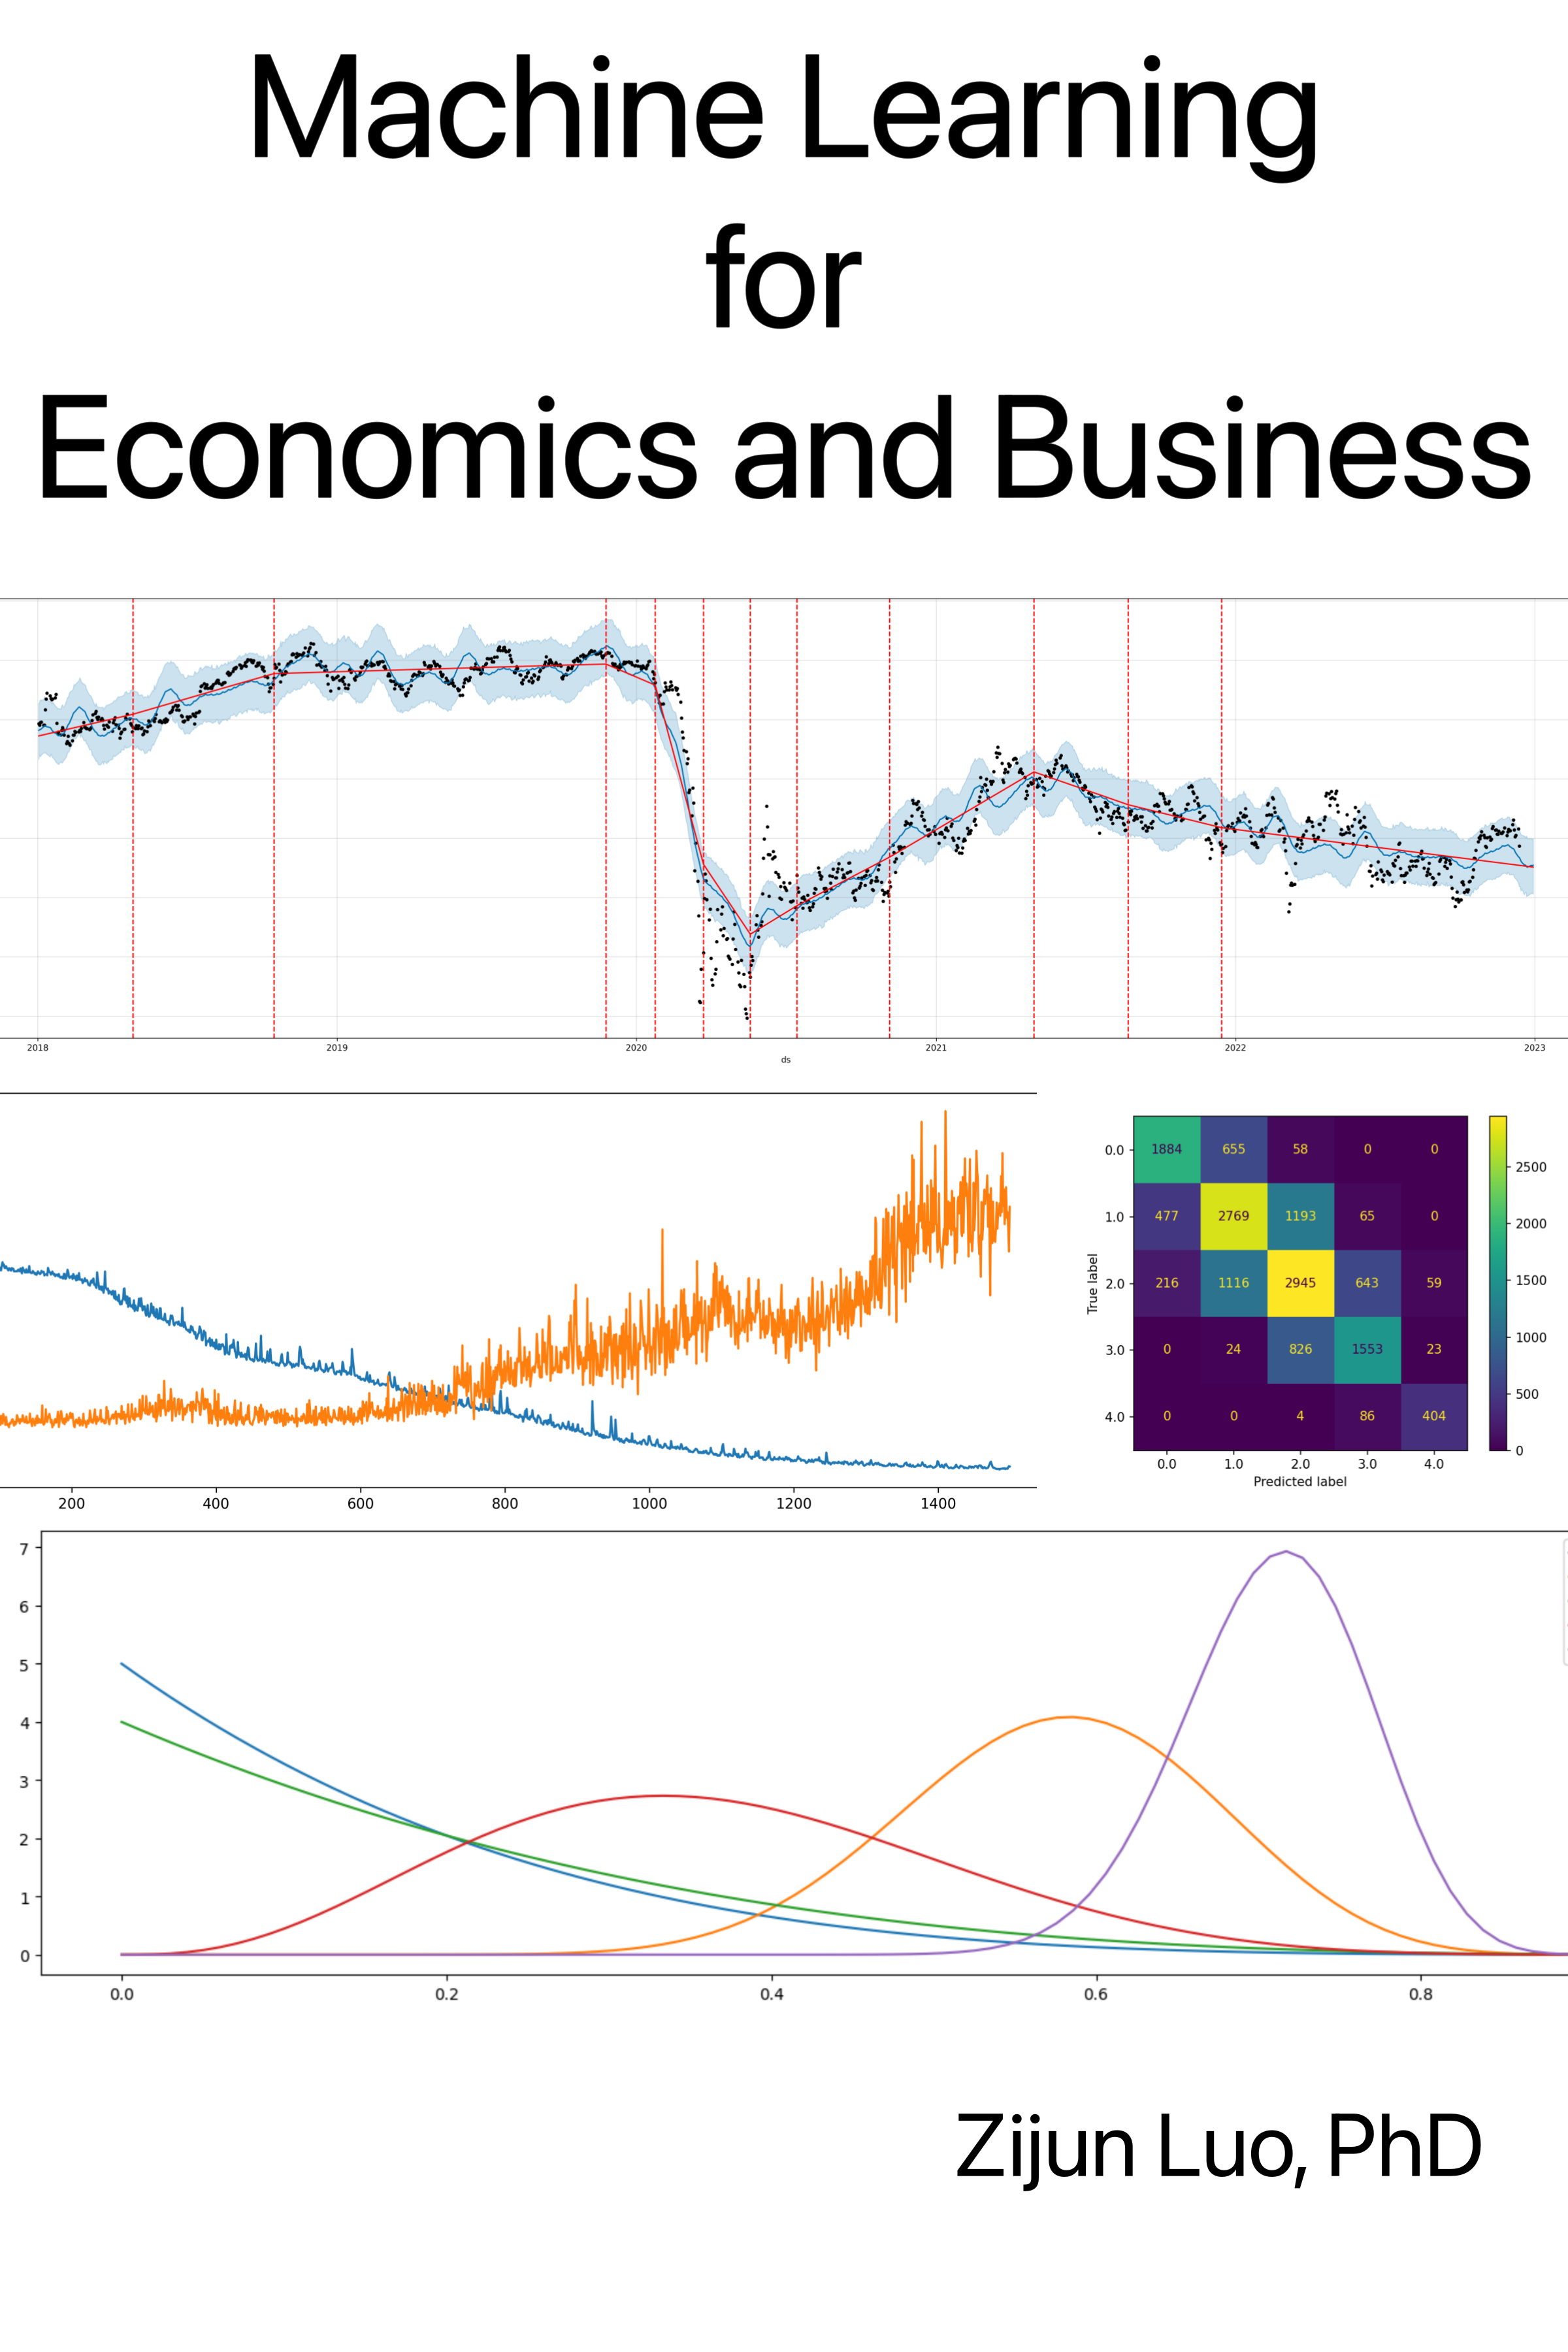 Machine Learning
for
Economics and Business
2018 2019 2020 2021 2022 2023
ds
200 400 600 800 1000 1200 1400
True label
0.0 1884 655 58 0 0
1.0 477 2769 1193 65 0
2.0 216 1116 2945 643 59
3.0 0 24 826 1553 23
4.0 0 0 4 86 404
0.0 1.0 2.0 3.0 4.0
Predicted label
2500
2000
1500
1000
500
0
7
6
5
4
3
2
1
0
0.0 0.2 0.4 0.6 0.8
Zijun Luo, PhD